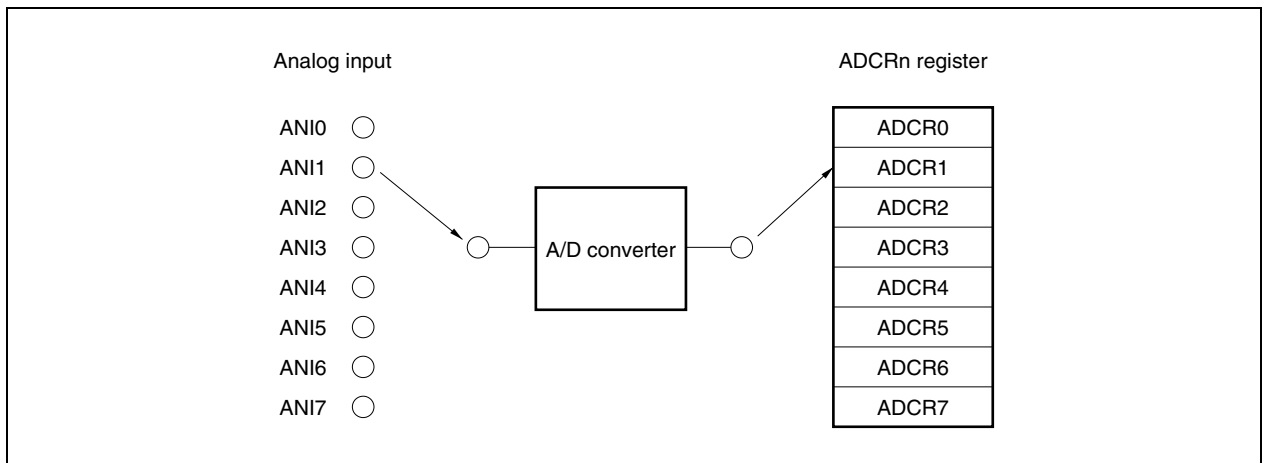 Analog input
ADCRn register
ANI0
ANI1
ANI2
ANI3
ANI4
ANI5
ANI6
ANI7
A/D converter
ADCR0
ADCR1
ADCR2
ADCR3
ADCR4
ADCR5
ADCR6
ADCR7